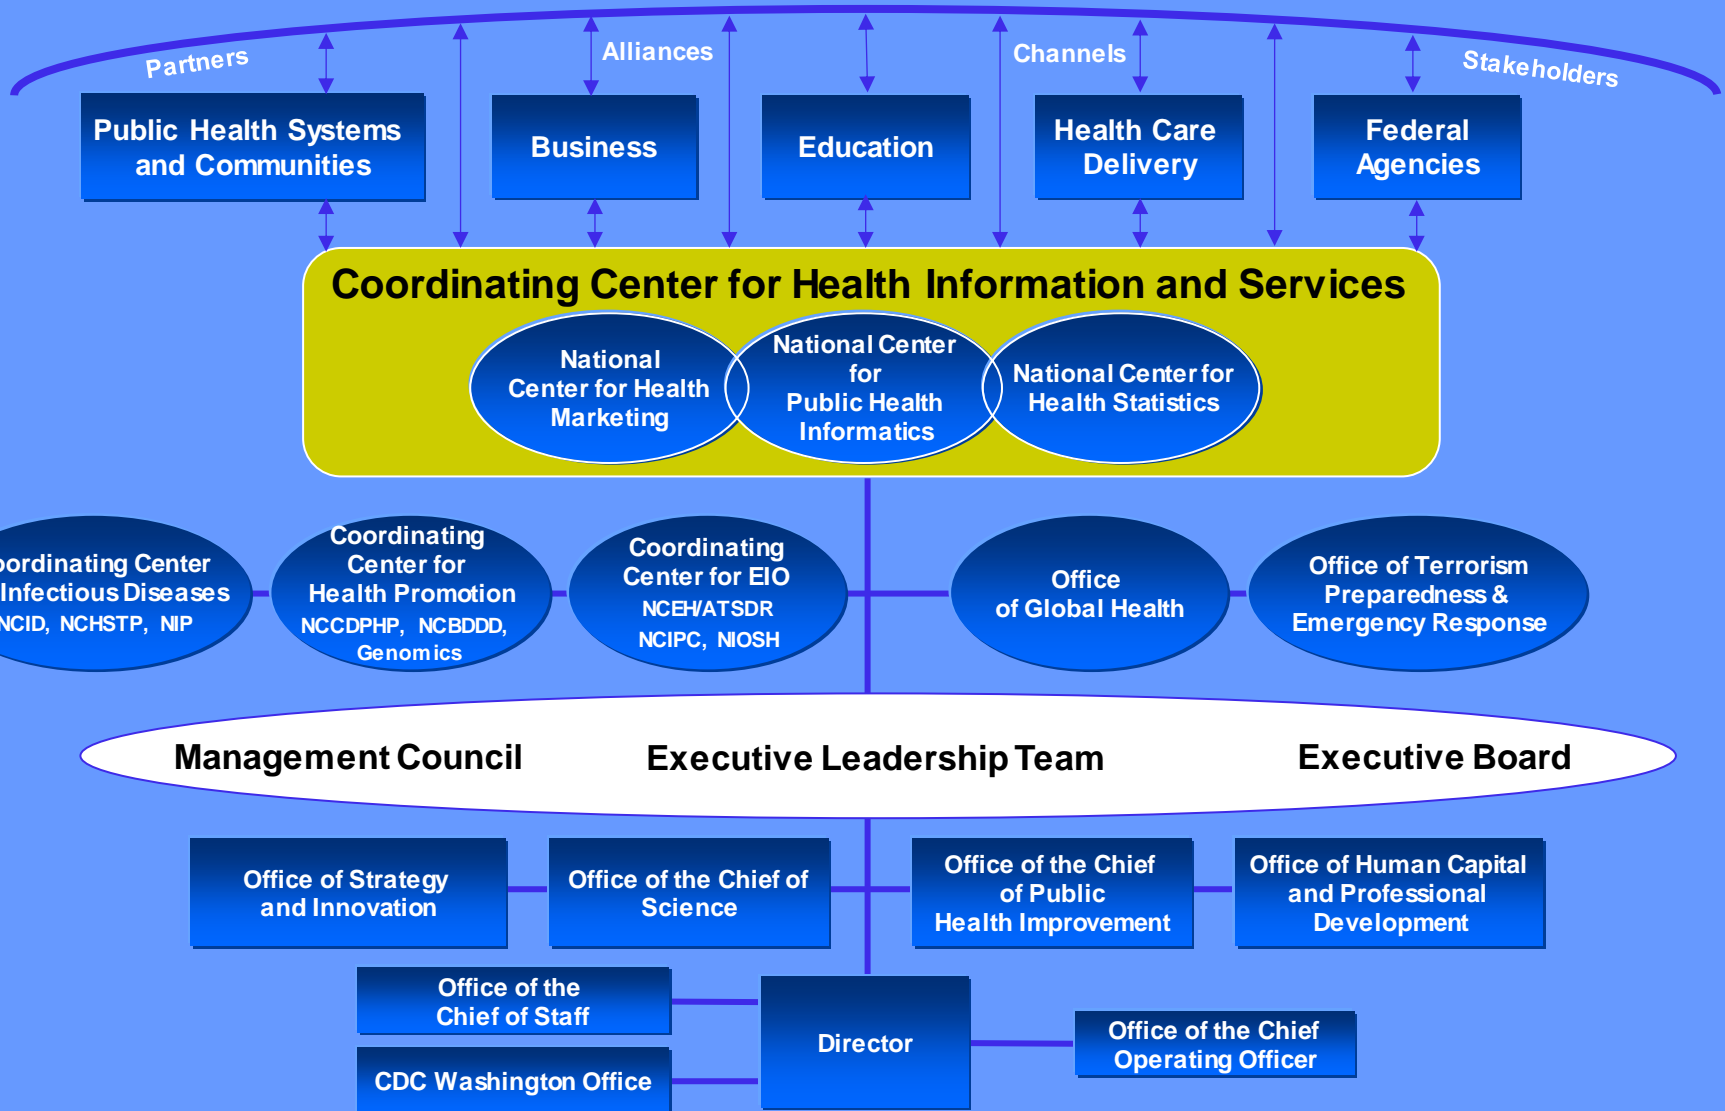 Partners
Alliances
Channels
Stakeholders
Public Health Systems
and Communities
Business
Education
Health Care
Delivery
Federal
Agencies
Coordinating Center for Health Information and Services
National
Center for Health
Marketing
National Center
for
Public Health
Informatics
National Center for
Health Statistics
oordinating Center
Infectious Diseases
NCID, NCHSTP, NIP
Coordinating
Center for
Health Promotion
NCCDPHP, NCBDDD,
Genomics
Coordinating
Center for EIO
NCEH/ATSDR
NCIPC, NIOSH
Office
of Global Health
Office of Terrorism
Preparedness &
Emergency Response
Management Council
Executive Leadership Team
Executive Board
Office of Strategy
and Innovation
Office of the Chief of
Science
Office of the Chief
of Public
Health Improvement
Office of Human Capital
and Professional
Development
Office of the
Chief of Staff
CDC Washington Office
Director
Office of the Chief
Operating Officer